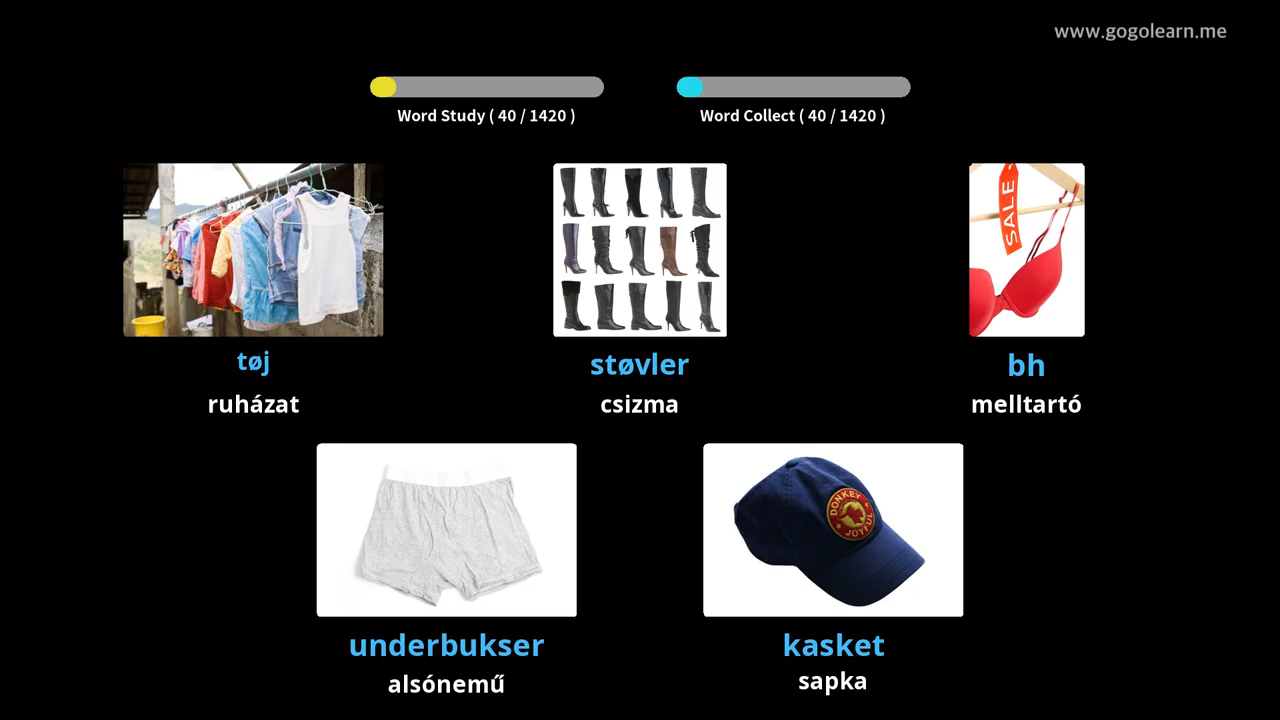 www.gogolearn.me
Word Study ( 40 / 1420 )
Word Collect ( 40 / 1420 )
SALE
tøj
støvler
bh
ruházat
csizma
melltartó
DONKEY
JOYFUL
underbukser
kasket
alsónemű
sapka